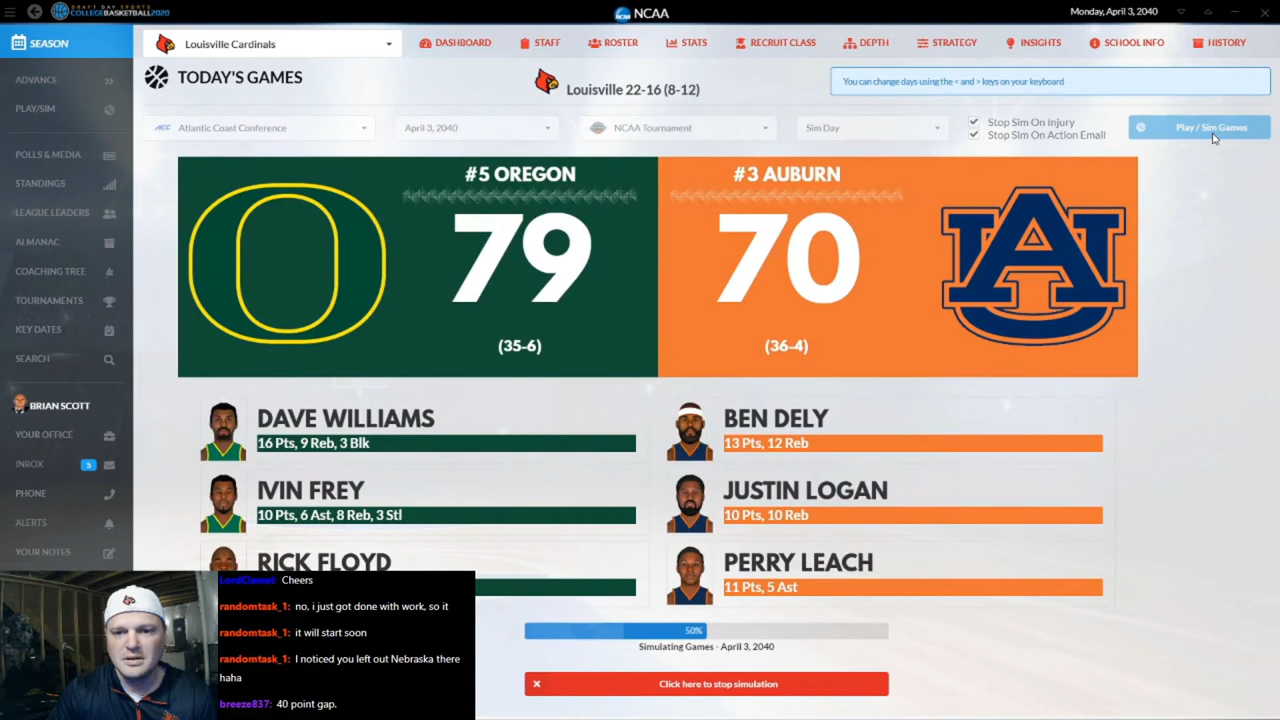 DRAFT DAY SPORTS
COLLEGE BASKETBALL 2020
NCAA
Monday, April 3, 2040
SEASON
Louisville Cardinals
DASHBOARD
STAFF
ROSTER
STATS
RECRUIT CLASS
DEPTH
STRATEGY
INSIGHTS
SCHOOL INFO
HISTORY
ADVANCE
PLAY/SIM
POLLS & MEDIA
STANDINGS
LEAGUE LEADERS
ALMANAC
COACHING TREE
TOURNAMENTS
KEY DATES
SEARCH
BRIAN SCOTT
YOUR OFFICE
INBOX 5
PHONE
ALERTS
YOUR NOTES
TODAY'S GAMES
Louisville 22-16 (8-12)
You can change days using the < and > keys on your keyboard
ACC Atlantic Coast Conference
April 3, 2040
NCAA Tournament
Sim Day
Stop Sim On Injury
Stop Sim On Action Email
Play / Sim Games
#5 OREGON
79
(35-6)
#3 AUBURN
70
(36-4)
DAVE WILLIAMS
16 Pts, 9 Reb, 3 Blk
BEN DELY
13 Pts, 12 Reb
IVIN FREY
10 Pts, 6 Ast, 8 Reb, 3 Stl
JUSTIN LOGAN
10 Pts, 10 Reb
RICK FLOYD
PERRY LEACH
11 Pts, 5 Ast
LordClamel: Cheers
randomtask_1: no, i just got done with work, so it
randomtask_1: it will start soon
randomtask_1: I noticed you left out Nebraska there
haha
breeze837: 40 point gap.
50%
Simulating Games - April 3, 2040
Click here to stop simulation